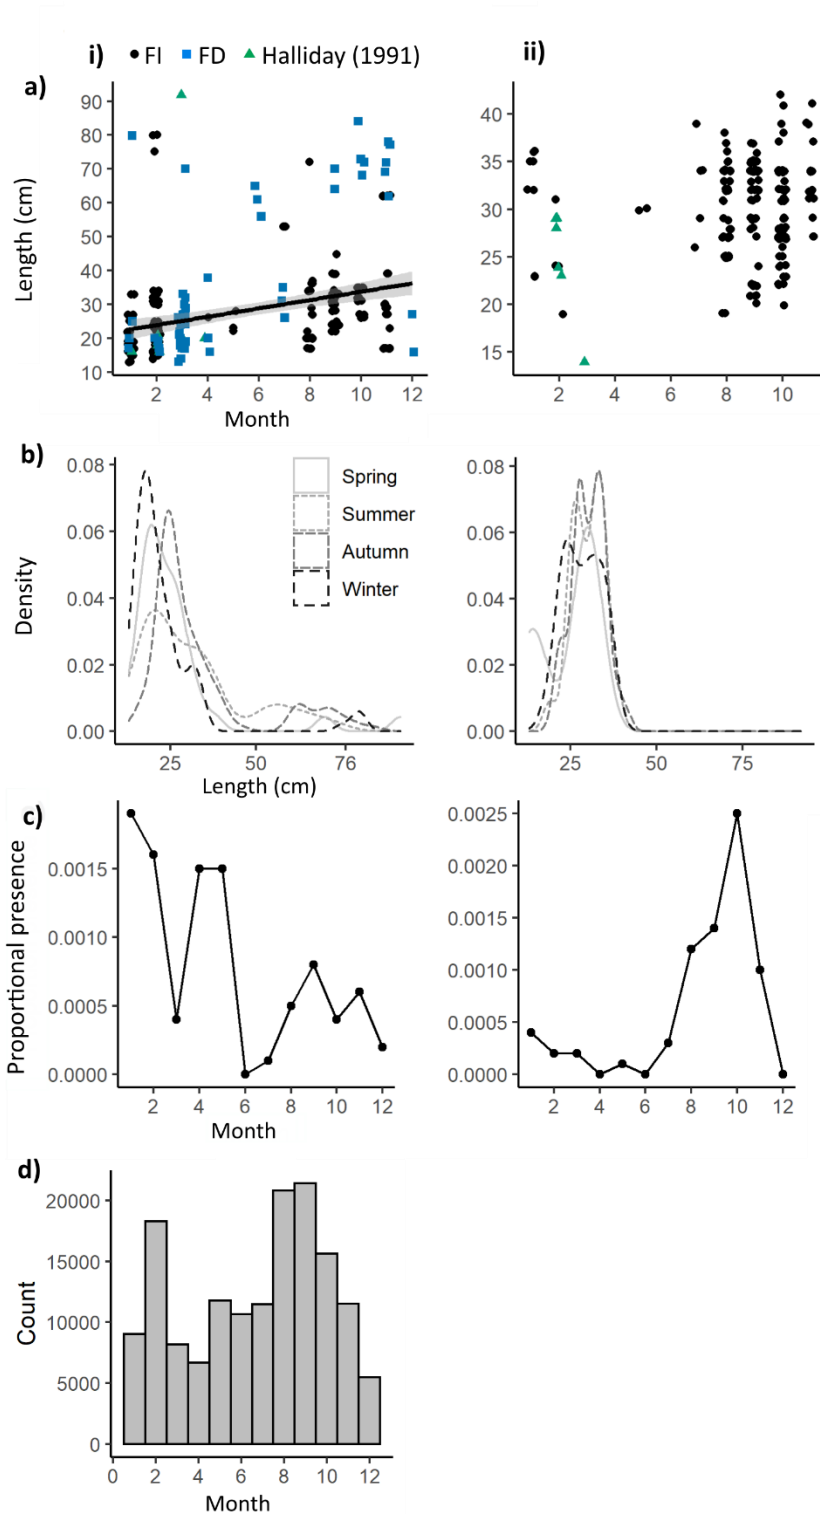 i) FI FD Halliday (1991) ii)
a)
Length (cm)
90
80
70
60
50
40
30
20
10
2 4 6 8 10 12
Month
40
35
30
25
20
15
2 4 6 8 10
b)
Density
0.08
0.06
0.04
0.02
0.00
Spring
Summer
Autumn
Winter
25 50 76
Length (cm)
0.08
0.06
0.04
0.02
0.00
25 50 75
c)
Proportional presence
0.0015
0.0010
0.0005
0.0000
2 4 6 8 10 12
Month
0.0025
0.0020
0.0015
0.0010
0.0005
0.0000
2 4 6 8 10 12
d)
Count
20000
15000
10000
5000
0
0 2 4 6 8 10 12
Month